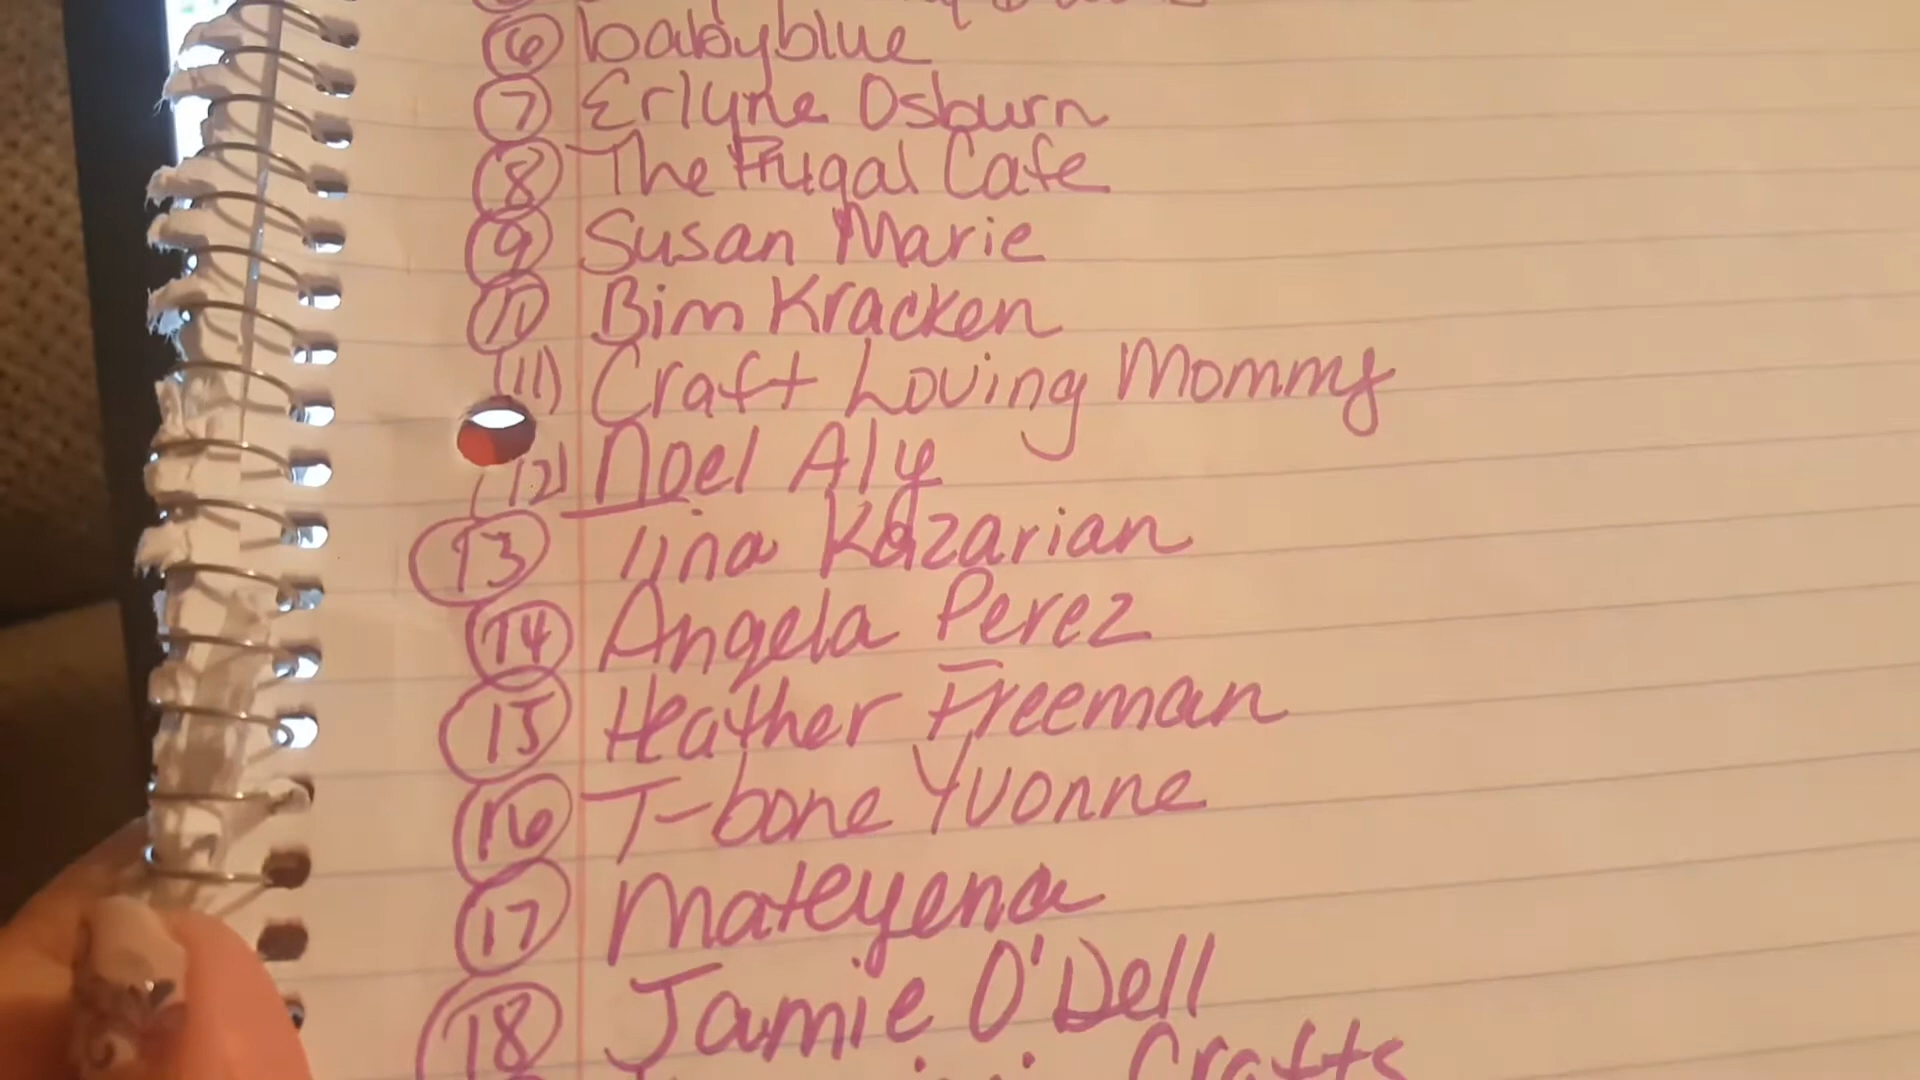 6 babyblue
7 Erlyne Osburn
8 The Frugal Cafe
9 Susan Marie
10 Bim Kracken
11) Craft Loving Mommy
12) Noel Aly
13 Tina Kazarian
14 Angela Perez
15 Heather Freeman
16 T-bone Yvonne
17 Mateyena
18 Jamie O'Dell
Crafts